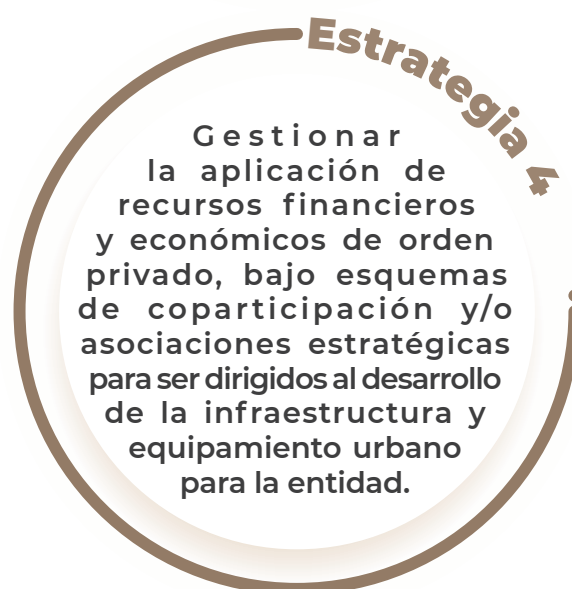 Estrategia 4
Gestionar
la aplicación de
recursos financieros
y económicos de orden
privado, bajo esquemas
de coparticipación y/o
asociaciones estratégicas
para ser dirigidos al desarrollo
de la infraestructura y
equipamiento urbano
para la entidad.